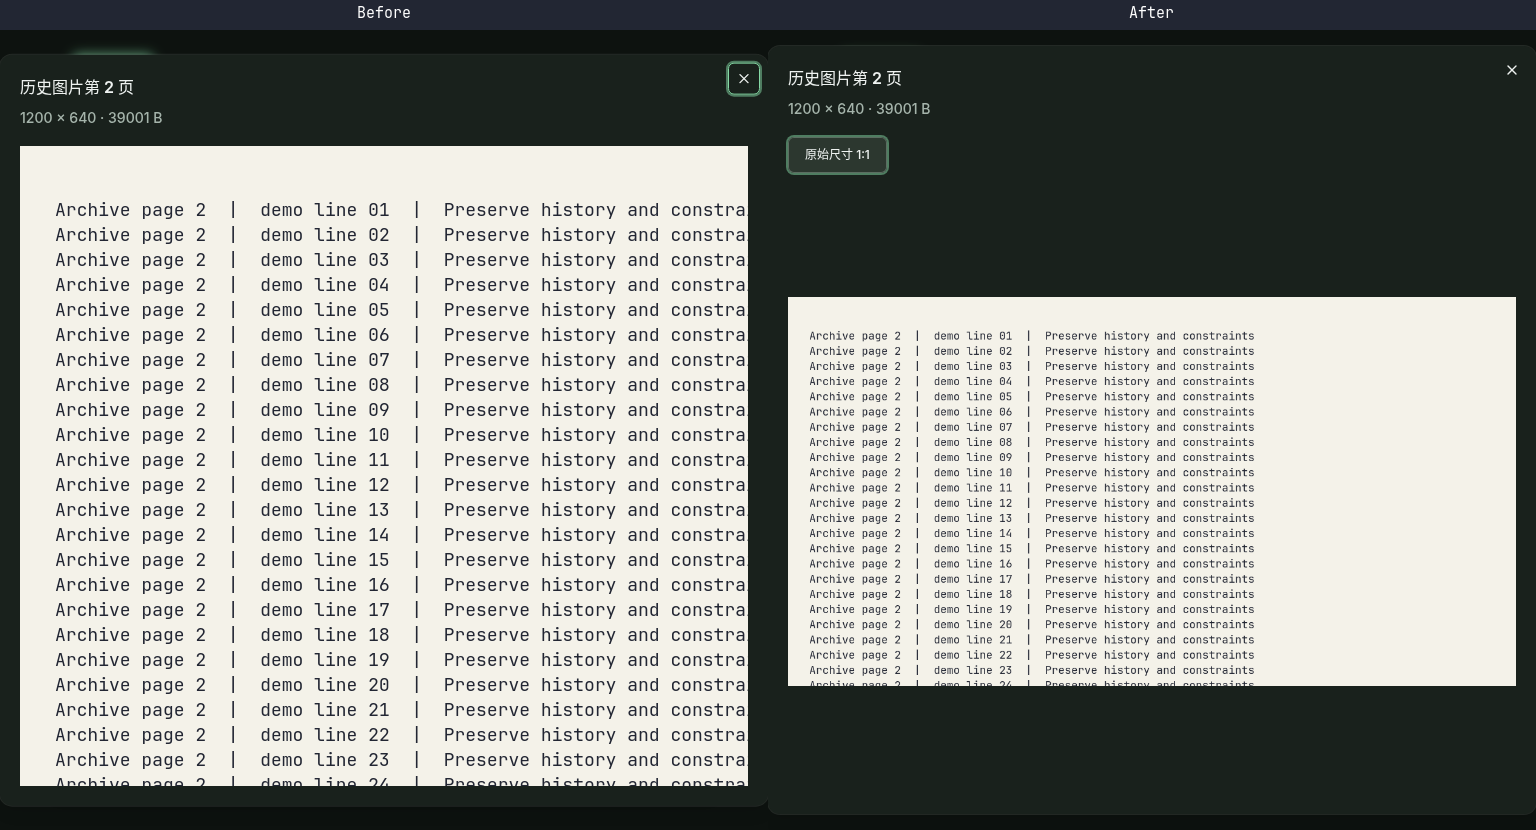 Before
After
历史图片第 2 页
1200 × 640 · 39001 B
Archive page 2 | demo line 01 | Preserve history and constra
Archive page 2 | demo line 02 | Preserve history and constra
Archive page 2 | demo line 03 | Preserve history and constra
Archive page 2 | demo line 04 | Preserve history and constra
Archive page 2 | demo line 05 | Preserve history and constra
Archive page 2 | demo line 06 | Preserve history and constra
Archive page 2 | demo line 07 | Preserve history and constra
Archive page 2 | demo line 08 | Preserve history and constra
Archive page 2 | demo line 09 | Preserve history and constra
Archive page 2 | demo line 10 | Preserve history and constra
Archive page 2 | demo line 11 | Preserve history and constra
Archive page 2 | demo line 12 | Preserve history and constra
Archive page 2 | demo line 13 | Preserve history and constra
Archive page 2 | demo line 14 | Preserve history and constra
Archive page 2 | demo line 15 | Preserve history and constra
Archive page 2 | demo line 16 | Preserve history and constra
Archive page 2 | demo line 17 | Preserve history and constra
Archive page 2 | demo line 18 | Preserve history and constra
Archive page 2 | demo line 19 | Preserve history and constra
Archive page 2 | demo line 20 | Preserve history and constra
Archive page 2 | demo line 21 | Preserve history and constra
Archive page 2 | demo line 22 | Preserve history and constra
Archive page 2 | demo line 23 | Preserve history and constra
Archive page 2 | demo line 24 | Preserve history and constra
历史图片第 2 页
1200 × 640 · 39001 B
原始尺寸 1:1
Archive page 2 | demo line 01 | Preserve history and constraints
Archive page 2 | demo line 02 | Preserve history and constraints
Archive page 2 | demo line 03 | Preserve history and constraints
Archive page 2 | demo line 04 | Preserve history and constraints
Archive page 2 | demo line 05 | Preserve history and constraints
Archive page 2 | demo line 06 | Preserve history and constraints
Archive page 2 | demo line 07 | Preserve history and constraints
Archive page 2 | demo line 08 | Preserve history and constraints
Archive page 2 | demo line 09 | Preserve history and constraints
Archive page 2 | demo line 10 | Preserve history and constraints
Archive page 2 | demo line 11 | Preserve history and constraints
Archive page 2 | demo line 12 | Preserve history and constraints
Archive page 2 | demo line 13 | Preserve history and constraints
Archive page 2 | demo line 14 | Preserve history and constraints
Archive page 2 | demo line 15 | Preserve history and constraints
Archive page 2 | demo line 16 | Preserve history and constraints
Archive page 2 | demo line 17 | Preserve history and constraints
Archive page 2 | demo line 18 | Preserve history and constraints
Archive page 2 | demo line 19 | Preserve history and constraints
Archive page 2 | demo line 20 | Preserve history and constraints
Archive page 2 | demo line 21 | Preserve history and constraints
Archive page 2 | demo line 22 | Preserve history and constraints
Archive page 2 | demo line 23 | Preserve history and constraints
Archive page 2 | demo line 24 | Preserve history and constraints